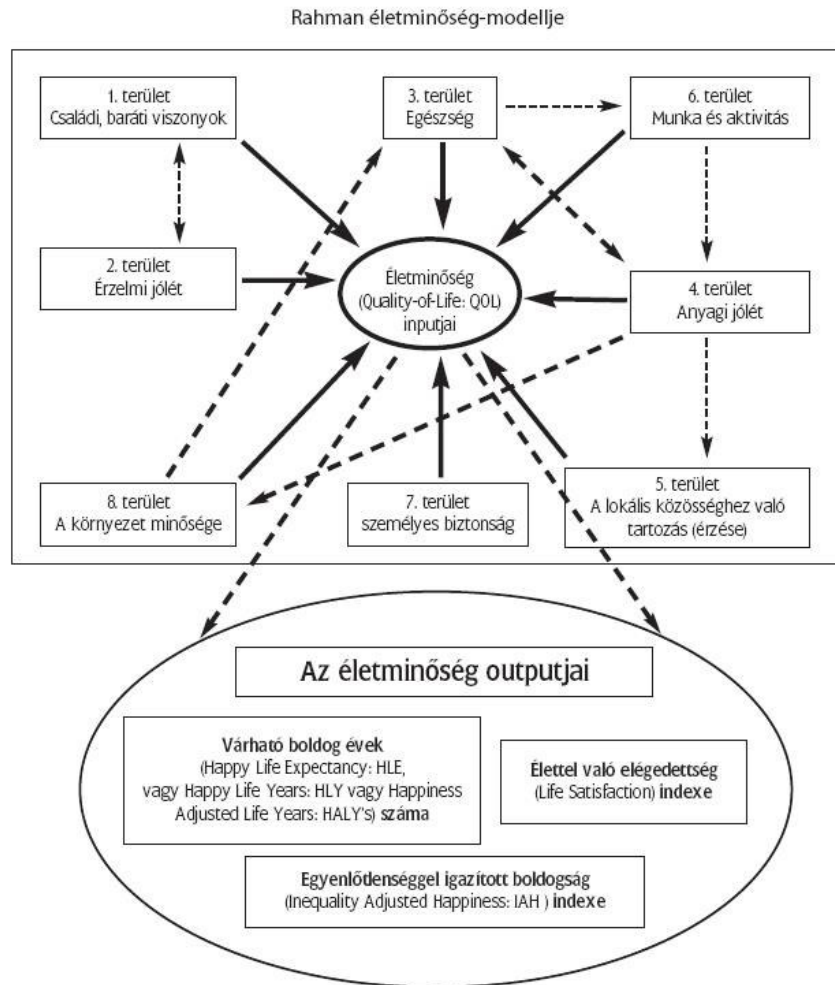 Rahman életminőség-modellje
1. terület
Családi, baráti viszonyok
3. terület
Egészség
6. terület
Munka és aktivitás
2. terület
Érzelmi jólét
Életminőség
(Quality-of-Life: QOL)
inputjai
4. terület
Anyagi jólét
8. terület
A környezet minősége
7. terület
személyes biztonság
5. terület
A lokális közösséghez való
tartozás (érzése)
Az életminőség outputjai
Várható boldog évek
(Happy Life Expectancy: HLE,
vagy Happy Life Years: HLY vagy Happiness
Adjusted Life Years: HALY's) száma
Élettel való elégedettség
(Life Satisfaction) indexe
Egyenlőtlenséggel igazított boldogság
(Inequality Adjusted Happiness: IAH ) indexe